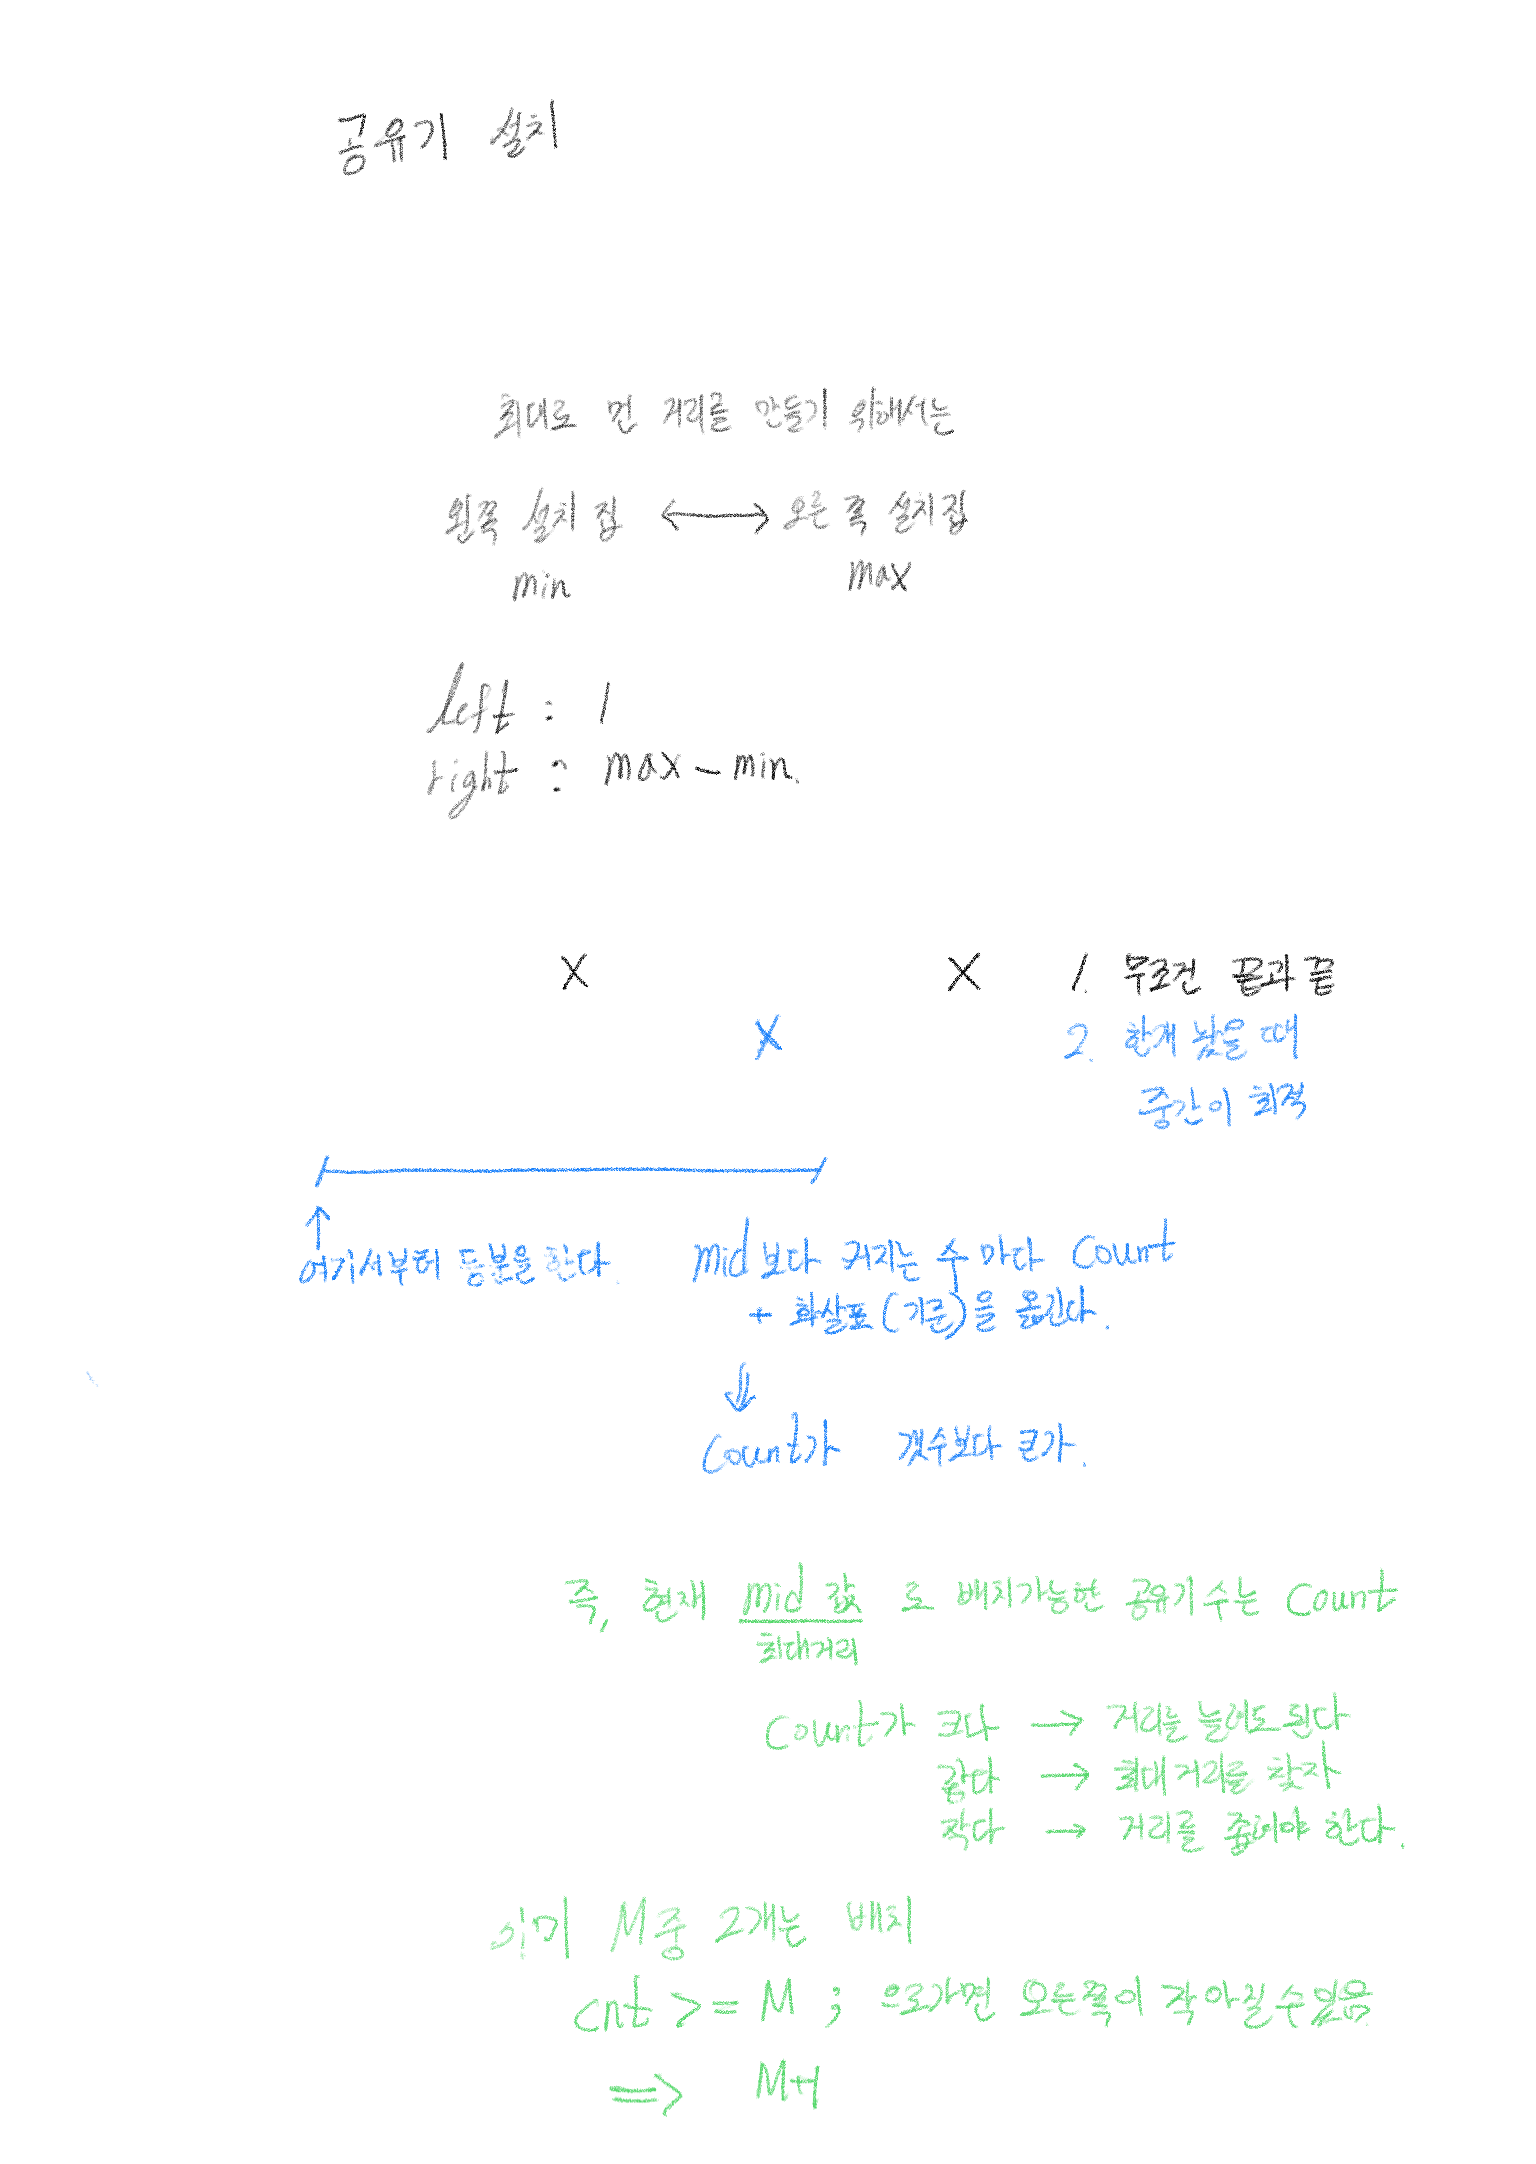 공유기 설치
최대로 먼 거리를 만들기 위해서는
왼쪽 설치 집 ⟷ 오른쪽 설치 집
min max
left : 1
right : max - min.
X X 1. 무조건 끝과 끝
X 2. 한개 놨을 때
중간이 최적
↑
여기서부터 등분을 한다. mid 보다 커지는 수 마다 Count
+ 화살표(기준)을 옮긴다.
⇓
Count가 갯수보다 큰가.
즉, 현재 mid 값 로 배치가능한 공유기 수는 Count
최대거리
Count가 크다 → 거리를 늘려도 된다
같다 → 최대 거리를 찾자
작다 → 거리를 좁혀야 한다.
이미 M중 2개는 배치
cnt >= M ; 으로가면 오른쪽이 작아질 수 있음
⇒ M+1